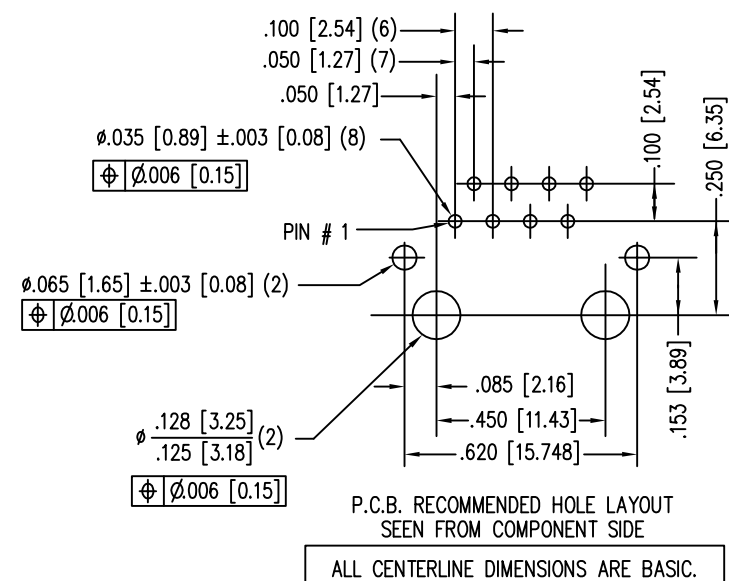 .100 [2.54] (6)
.050 [1.27] (7)
.050 [1.27]
ø.035 [0.89] ±.003 [0.08] (8)
⌖ Ø.006 [0.15]
.100 [2.54]
.250 [6.35]
PIN # 1
ø.065 [1.65] ±.003 [0.08] (2)
⌖ Ø.006 [0.15]
.153 [3.89]
.085 [2.16]
.450 [11.43]
.620 [15.748]
ø .128 [3.25]
.125 [3.18] (2)
⌖ Ø.006 [0.15]
P.C.B. RECOMMENDED HOLE LAYOUT
SEEN FROM COMPONENT SIDE
ALL CENTERLINE DIMENSIONS ARE BASIC.